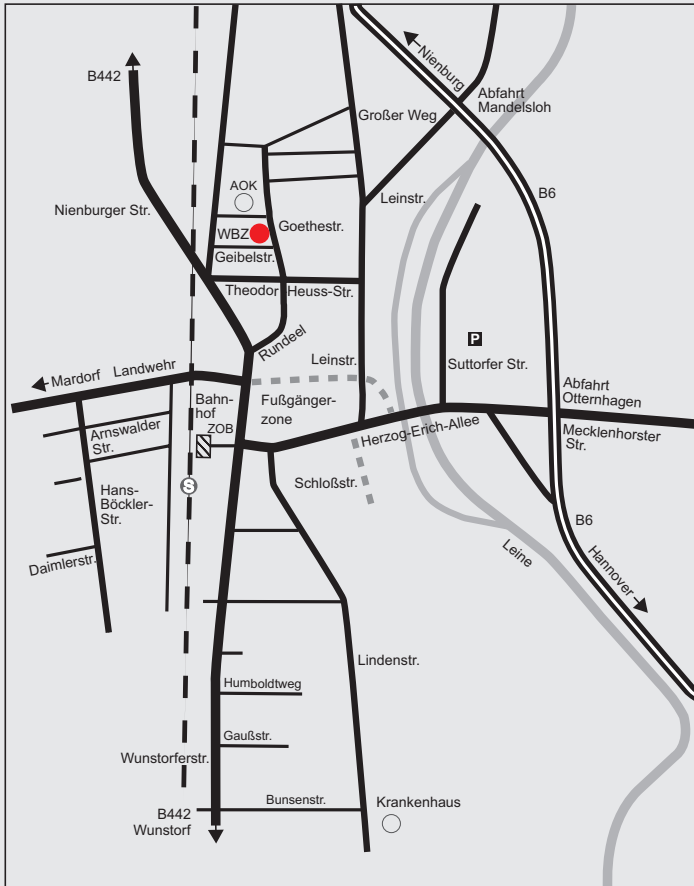 Nienburg
B442
Abfahrt
Mandelsloh
Großer Weg
AOK
B6
Leinstr.
Nienburger Str.
Goethestr.
WBZ
Geibelstr.
Theodor Heuss-Str.
Rundeel
P
Leinstr.
Suttorfer Str.
Mardorf Landwehr
Abfahrt
Otternhagen
Bahn-
hof
ZOB
Fußgänger-
zone
Arnswalder
Str.
Herzog-Erich-Allee
Mecklenhorster
Str.
Schloßstr.
S
Hans-
Böckler-
Str.
B6
Leine
Hannover
Daimlerstr.
Lindenstr.
Humboldtweg
Gaußstr.
Wunstorferstr.
Bunsenstr.
Krankenhaus
B442
Wunstorf